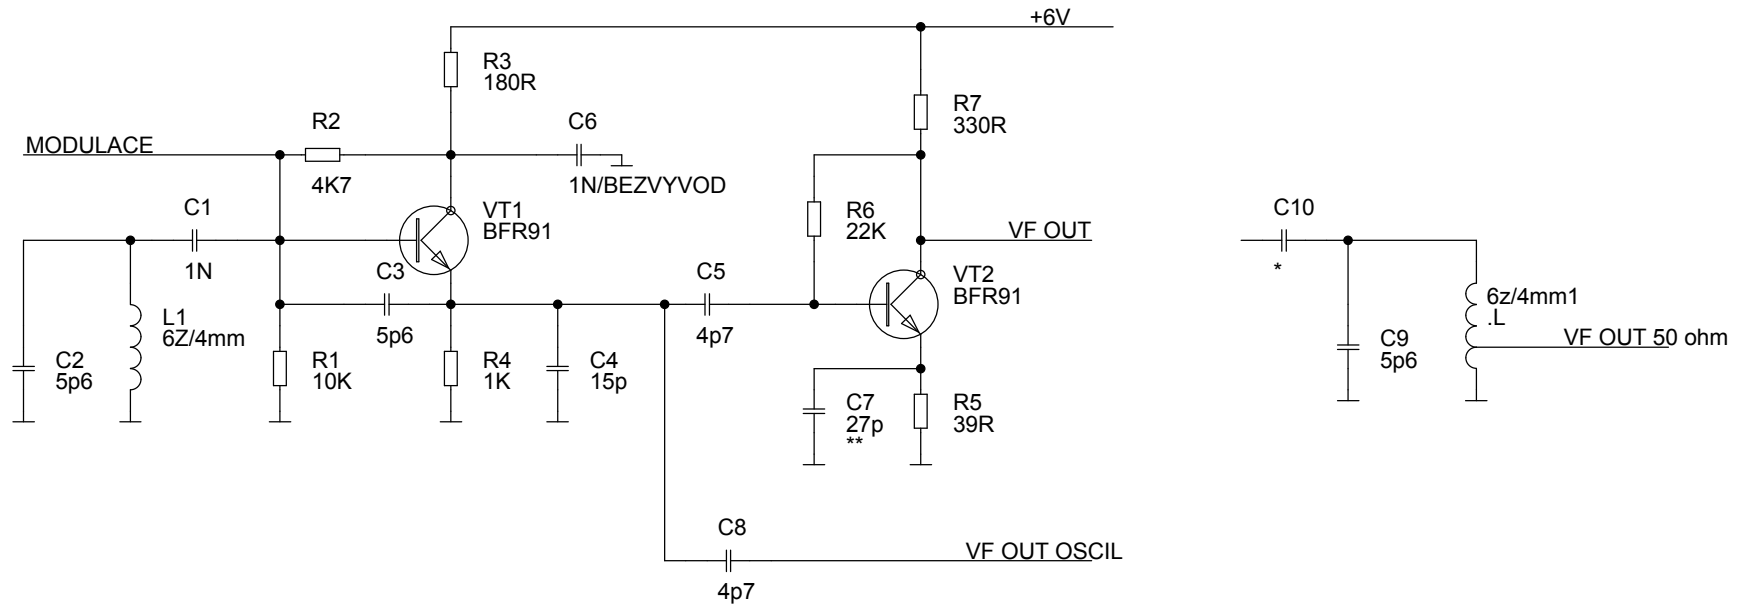 +6V
R3
180R
R7
330R
R2
C6
MODULACE
4K7
1N/BEZVYVOD
C1
VT1
BFR91
R6
22K
VF OUT
C10
1N
C3
C5
VT2
BFR91
*
6z/4mm1
.L
L1
6Z/4mm
5p6
4p7
VF OUT 50 ohm
C2
5p6
R1
10K
R4
1K
C4
15p
C9
5p6
C7
27p
**
R5
39R
C8
VF OUT OSCIL
4p7